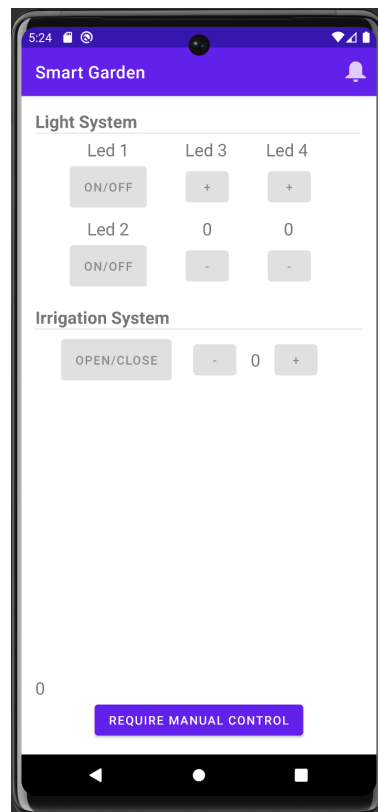 5:24
Smart Garden
Light System
Led 1 Led 3 Led 4
ON/OFF + +
Led 2 0 0
ON/OFF - -
Irrigation System
OPEN/CLOSE - 0 +
0
REQUIRE MANUAL CONTROL